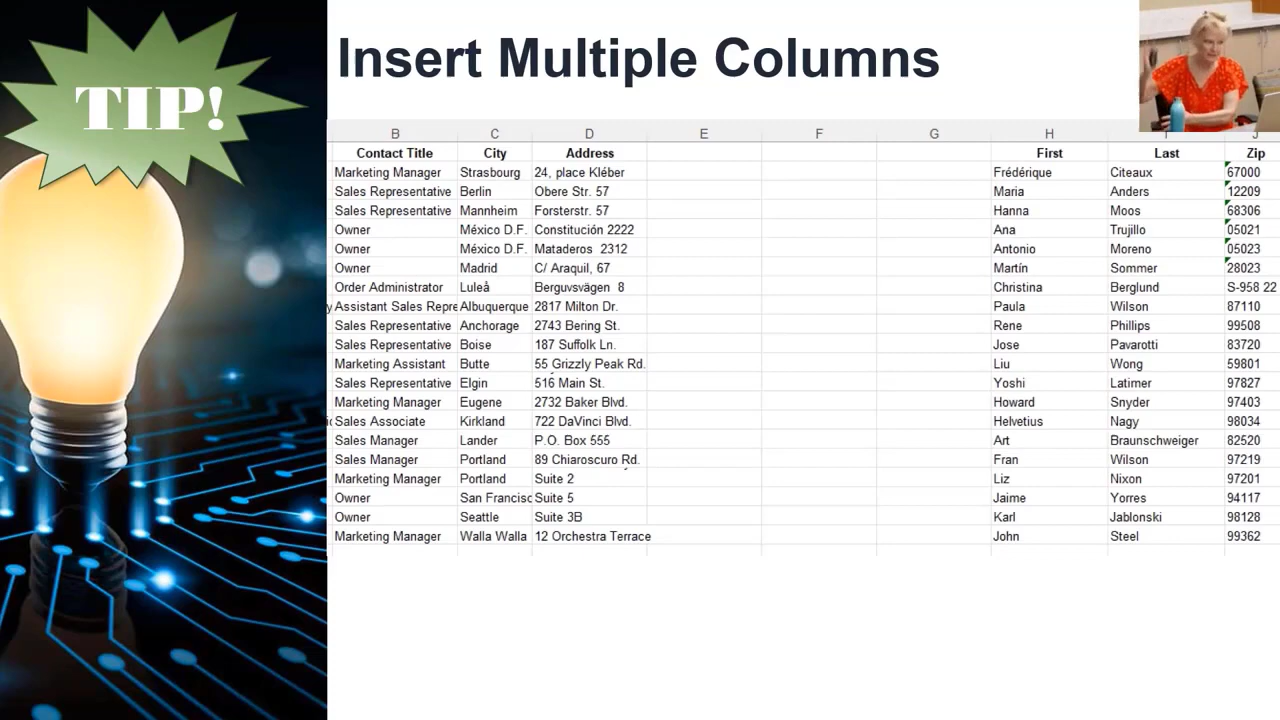 TIP!
Insert Multiple Columns
B C D E F G H J
Contact Title City Address First Last Zip
Marketing Manager Strasbourg 24, place Kléber Frédérique Citeaux 67000
Sales Representative Berlin Obere Str. 57 Maria Anders 12209
Sales Representative Mannheim Forsterstr. 57 Hanna Moos 68306
Owner México D.F. Constitución 2222 Ana Trujillo 05021
Owner México D.F. Mataderos 2312 Antonio Moreno 05023
Owner Madrid C/ Araquil, 67 Martín Sommer 28023
Order Administrator Luleå Berguvsvägen 8 Christina Berglund S-958 22
y Assistant Sales Repre Albuquerque 2817 Milton Dr. Paula Wilson 87110
Sales Representative Anchorage 2743 Bering St. Rene Phillips 99508
Sales Representative Boise 187 Suffolk Ln. Jose Pavarotti 83720
Marketing Assistant Butte 55 Grizzly Peak Rd. Liu Wong 59801
Sales Representative Elgin 516 Main St. Yoshi Latimer 97827
Marketing Manager Eugene 2732 Baker Blvd. Howard Snyder 97403
Sales Associate Kirkland 722 DaVinci Blvd. Helvetius Nagy 98034
Sales Manager Lander P.O. Box 555 Art Braunschweiger 82520
Sales Manager Portland 89 Chiaroscuro Rd. Fran Wilson 97219
Marketing Manager Portland Suite 2 Liz Nixon 97201
Owner San Francisc Suite 5 Jaime Yorres 94117
Owner Seattle Suite 3B Karl Jablonski 98128
Marketing Manager Walla Walla 12 Orchestra Terrace John Steel 99362